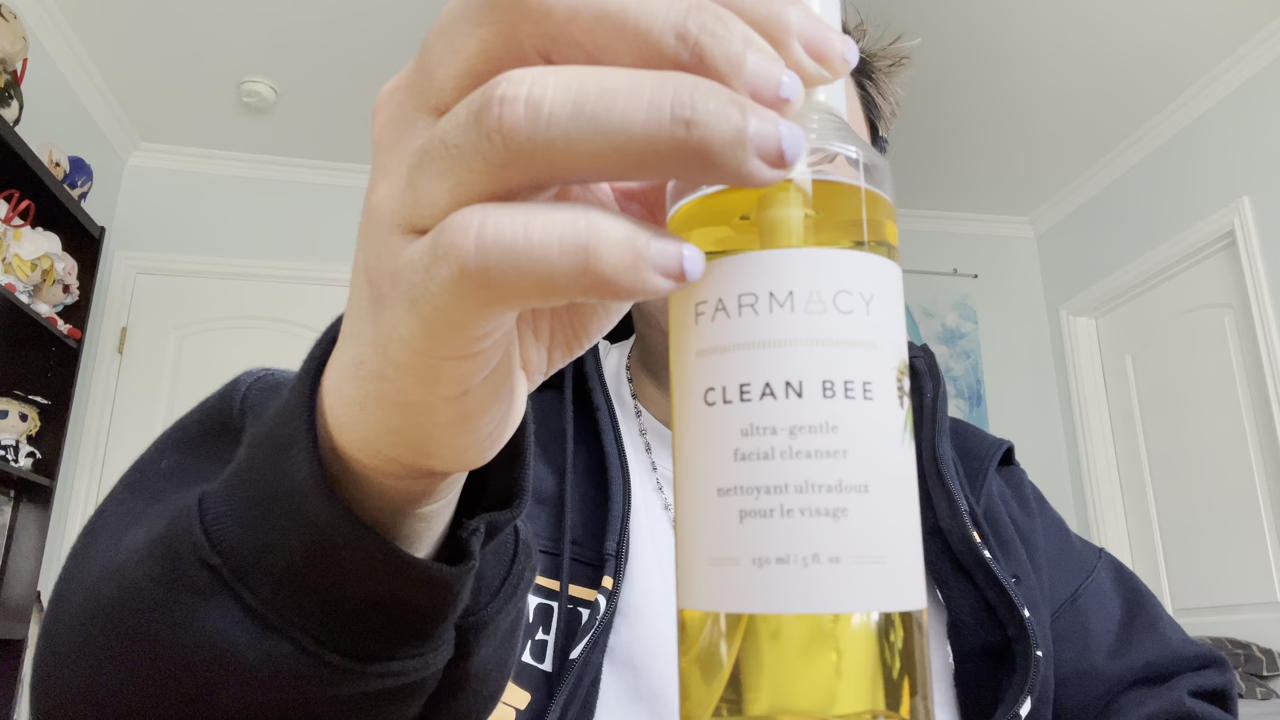 FARMACY
CLEAN BEE
ultra-gentle
facial cleanser
nettoyant ultradoux
pour le visage
150 ml | 5 fl. oz